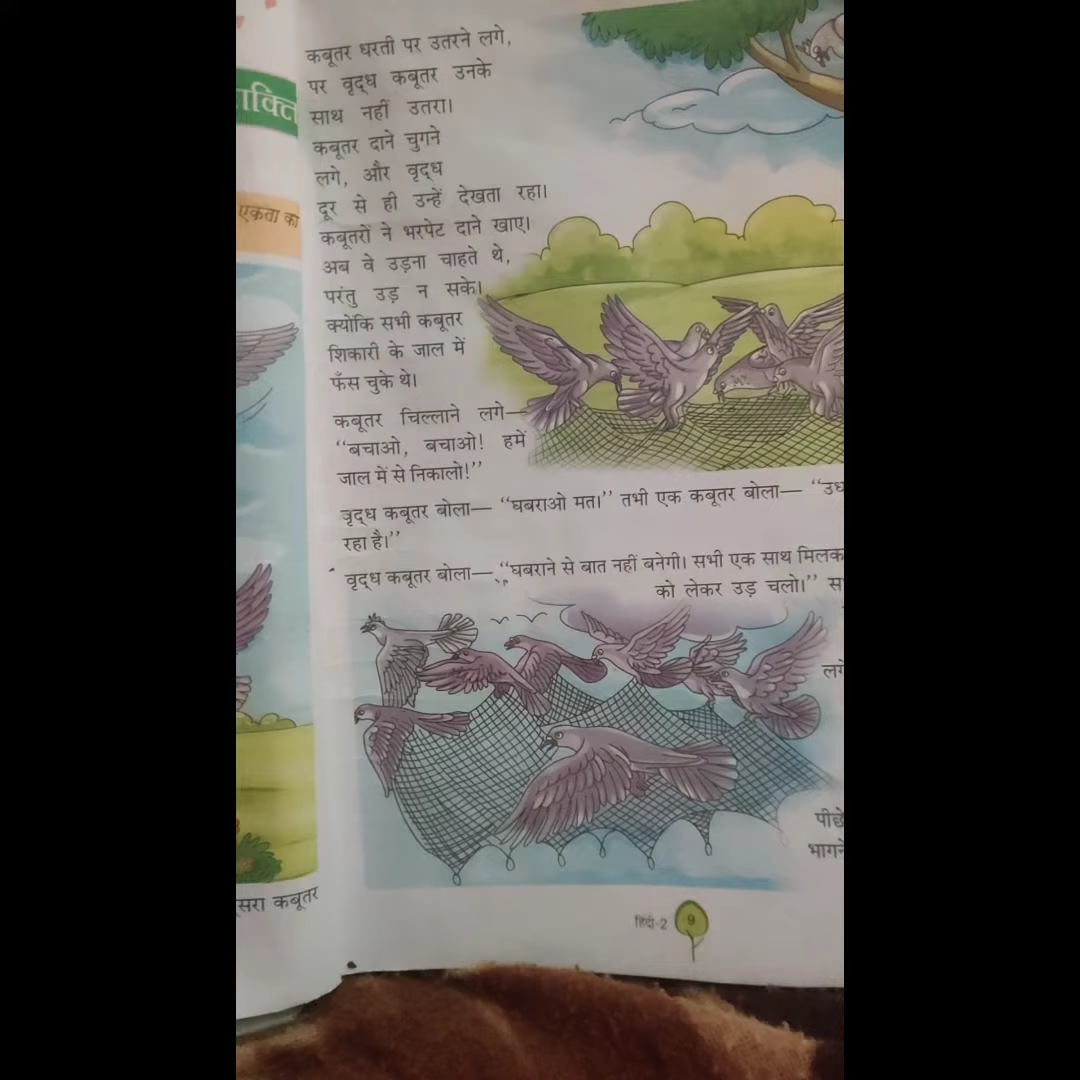 एकता का
सरा कबूतर
कबूतर धरती पर उतरने लगे,
पर वृद्ध कबूतर उनके
साथ नहीं उतरा।
कबूतर दाने चुगने
लगे, और वृद्ध
दूर से ही उन्हें देखता रहा।
कबूतरों ने भरपेट दाने खाए।
अब वे उड़ना चाहते थे,
परंतु उड़ न सके।
क्योंकि सभी कबूतर
शिकारी के जाल में
फँस चुके थे।
कबूतर चिल्लाने लगे—
‘‘बचाओ, बचाओ! हमें
जाल में से निकालो!’’
वृद्ध कबूतर बोला— ‘‘घबराओ मत।’’ तभी एक कबूतर बोला— ‘‘उध
रहा है।’’
वृद्ध कबूतर बोला— ‘‘घबराने से बात नहीं बनेगी। सभी एक साथ मिलक
को लेकर उड़ चलो।’’ स
लगे
पीछे
भागने
हिंदी-2 9